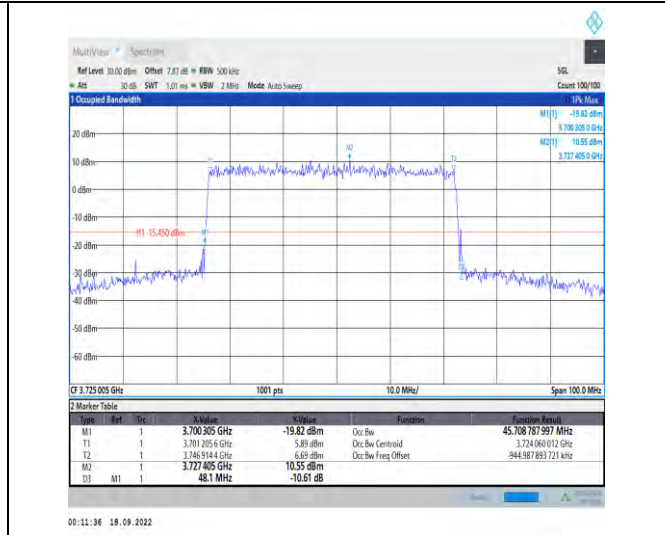 MultiView Spectrum
Ref Level 30.00 dBm Offset 7.87 dB RBW 500 kHz SGL
Att 30 dB SWT 1.01 ms VBW 2 MHz Mode Auto Sweep Count 100/100
1 Occupied Bandwidth 1Pk Max
M1[1] -19.82 dBm
3.700 305 0 GHz
M2[1] 10.55 dBm
3.727 405 0 GHz
20 dBm
M2
10 dBm
T2
0 dBm
-10 dBm
H1 -15.450 dBm
M1
-20 dBm
-30 dBm
-40 dBm
-50 dBm
-60 dBm
CF 3.725 005 GHz 1001 pts 10.0 MHz/ Span 100.0 MHz
2 Marker Table
Type Ref Trc X-Value Y-Value Function Function Result
M1 1 3.700 305 GHz -19.82 dBm Occ Bw 45.708 787 997 MHz
T1 1 3.701 205 6 GHz 5.89 dBm Occ Bw Centroid 3.724 060 012 GHz
T2 1 3.746 914 4 GHz 6.69 dBm Occ Bw Freq Offset -944.987 893 721 kHz
M2 1 3.727 405 GHz 10.55 dBm
D3 M1 1 48.1 MHz -10.61 dB
00:11:36 18.09.2022